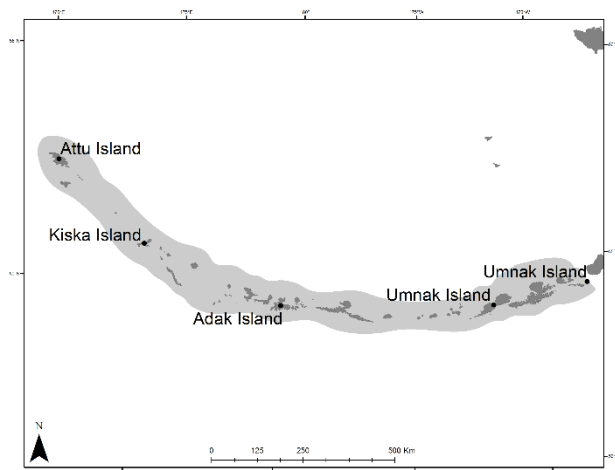 Attu Island
Kiska Island
Adak Island
Umnak Island
Umnak Island
N
0 125 250 500 Km